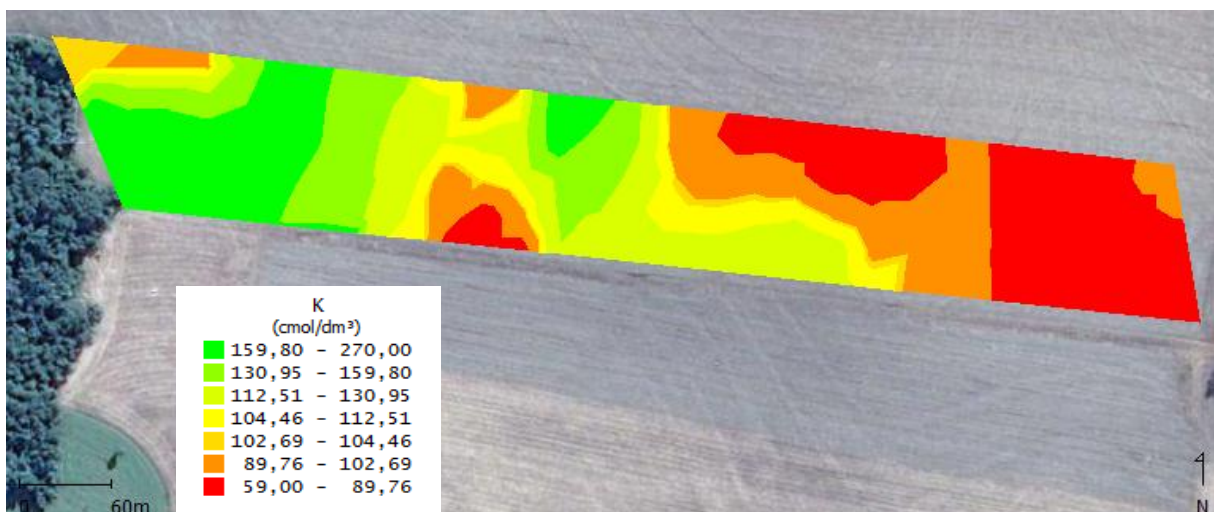 K
(cmol/dm³)
159,80 - 270,00
130,95 - 159,80
112,51 - 130,95
104,46 - 112,51
102,69 - 104,46
89,76 - 102,69
59,00 - 89,76
0 60m
N